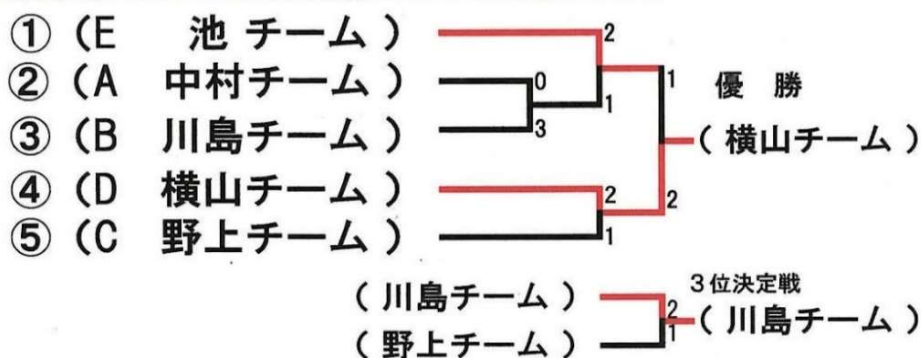 ① (E 池 チーム )
2
② (A 中村チーム )
0
1
優 勝
③ (B 川島チーム )
3
1
( 横山チーム )
④ (D 横山チーム )
2
2
⑤ (C 野上チーム )
1
3位決定戦
( 川島チーム )
2
( 川島チーム )
1
( 野上チーム )